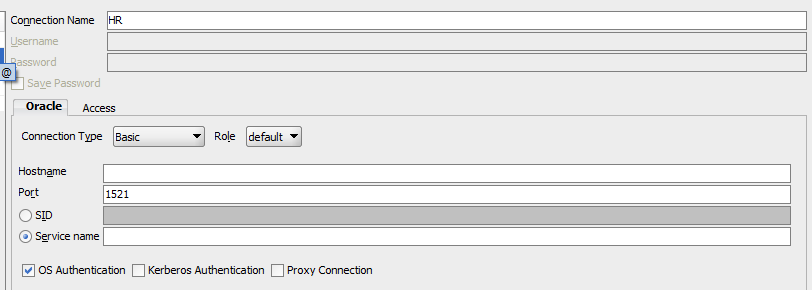 Connection Name HR
Username
Password
@
Save Password
Oracle Access
Connection Type Basic Role default
Hostname
Port 1521
SID
Service name
OS Authentication Kerberos Authentication Proxy Connection